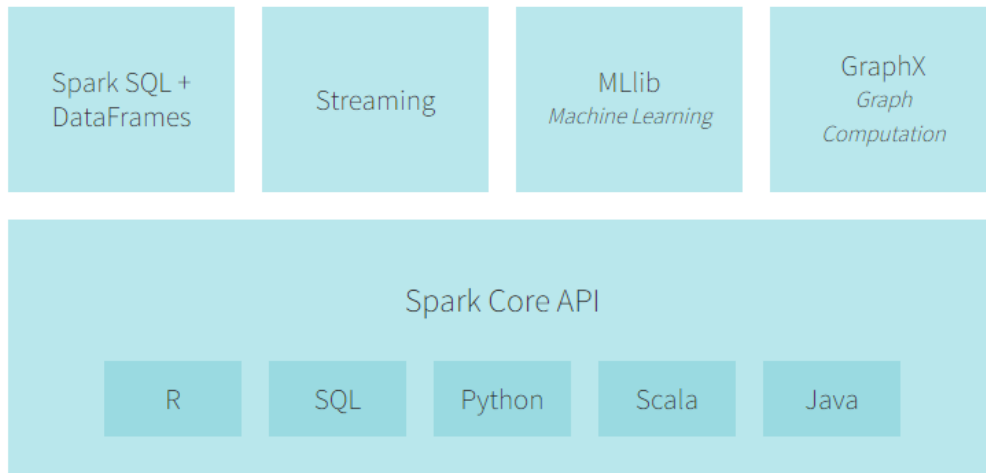 Spark SQL +
DataFrames
Streaming
MLlib
Machine Learning
GraphX
Graph
Computation
Spark Core API
R
SQL
Python
Scala
Java